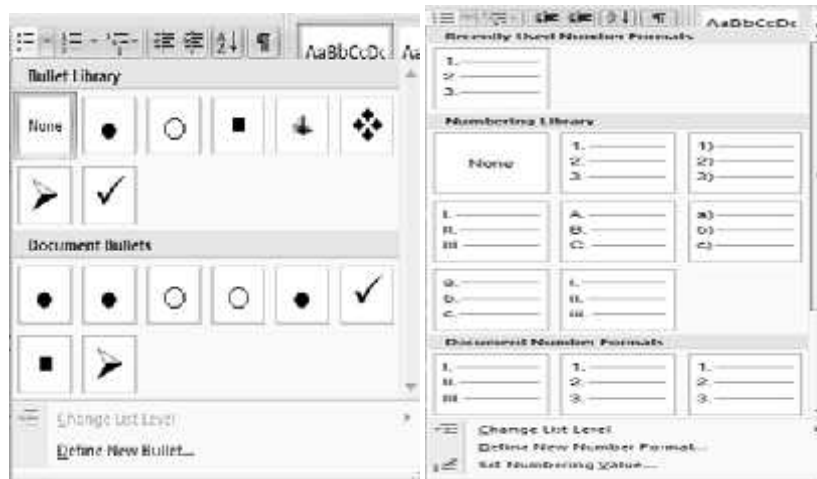 AaBbCcDc Aa
Bullet Library
None
Document Bullets
Change List Level
Define New Bullet...
AaBbCcDc
Recently Used Number Formats
1.
2.
3.
Numbering Library
None
1.
2.
3.
1)
2)
3)
I.
II.
III.
A.
B.
C.
a)
b)
c)
a.
b.
c.
i.
ii.
iii.
Document Number Formats
I.
II.
III.
1.
2.
3.
1.
2.
3.
Change List Level
Define New Number Format...
Set Numbering Value...